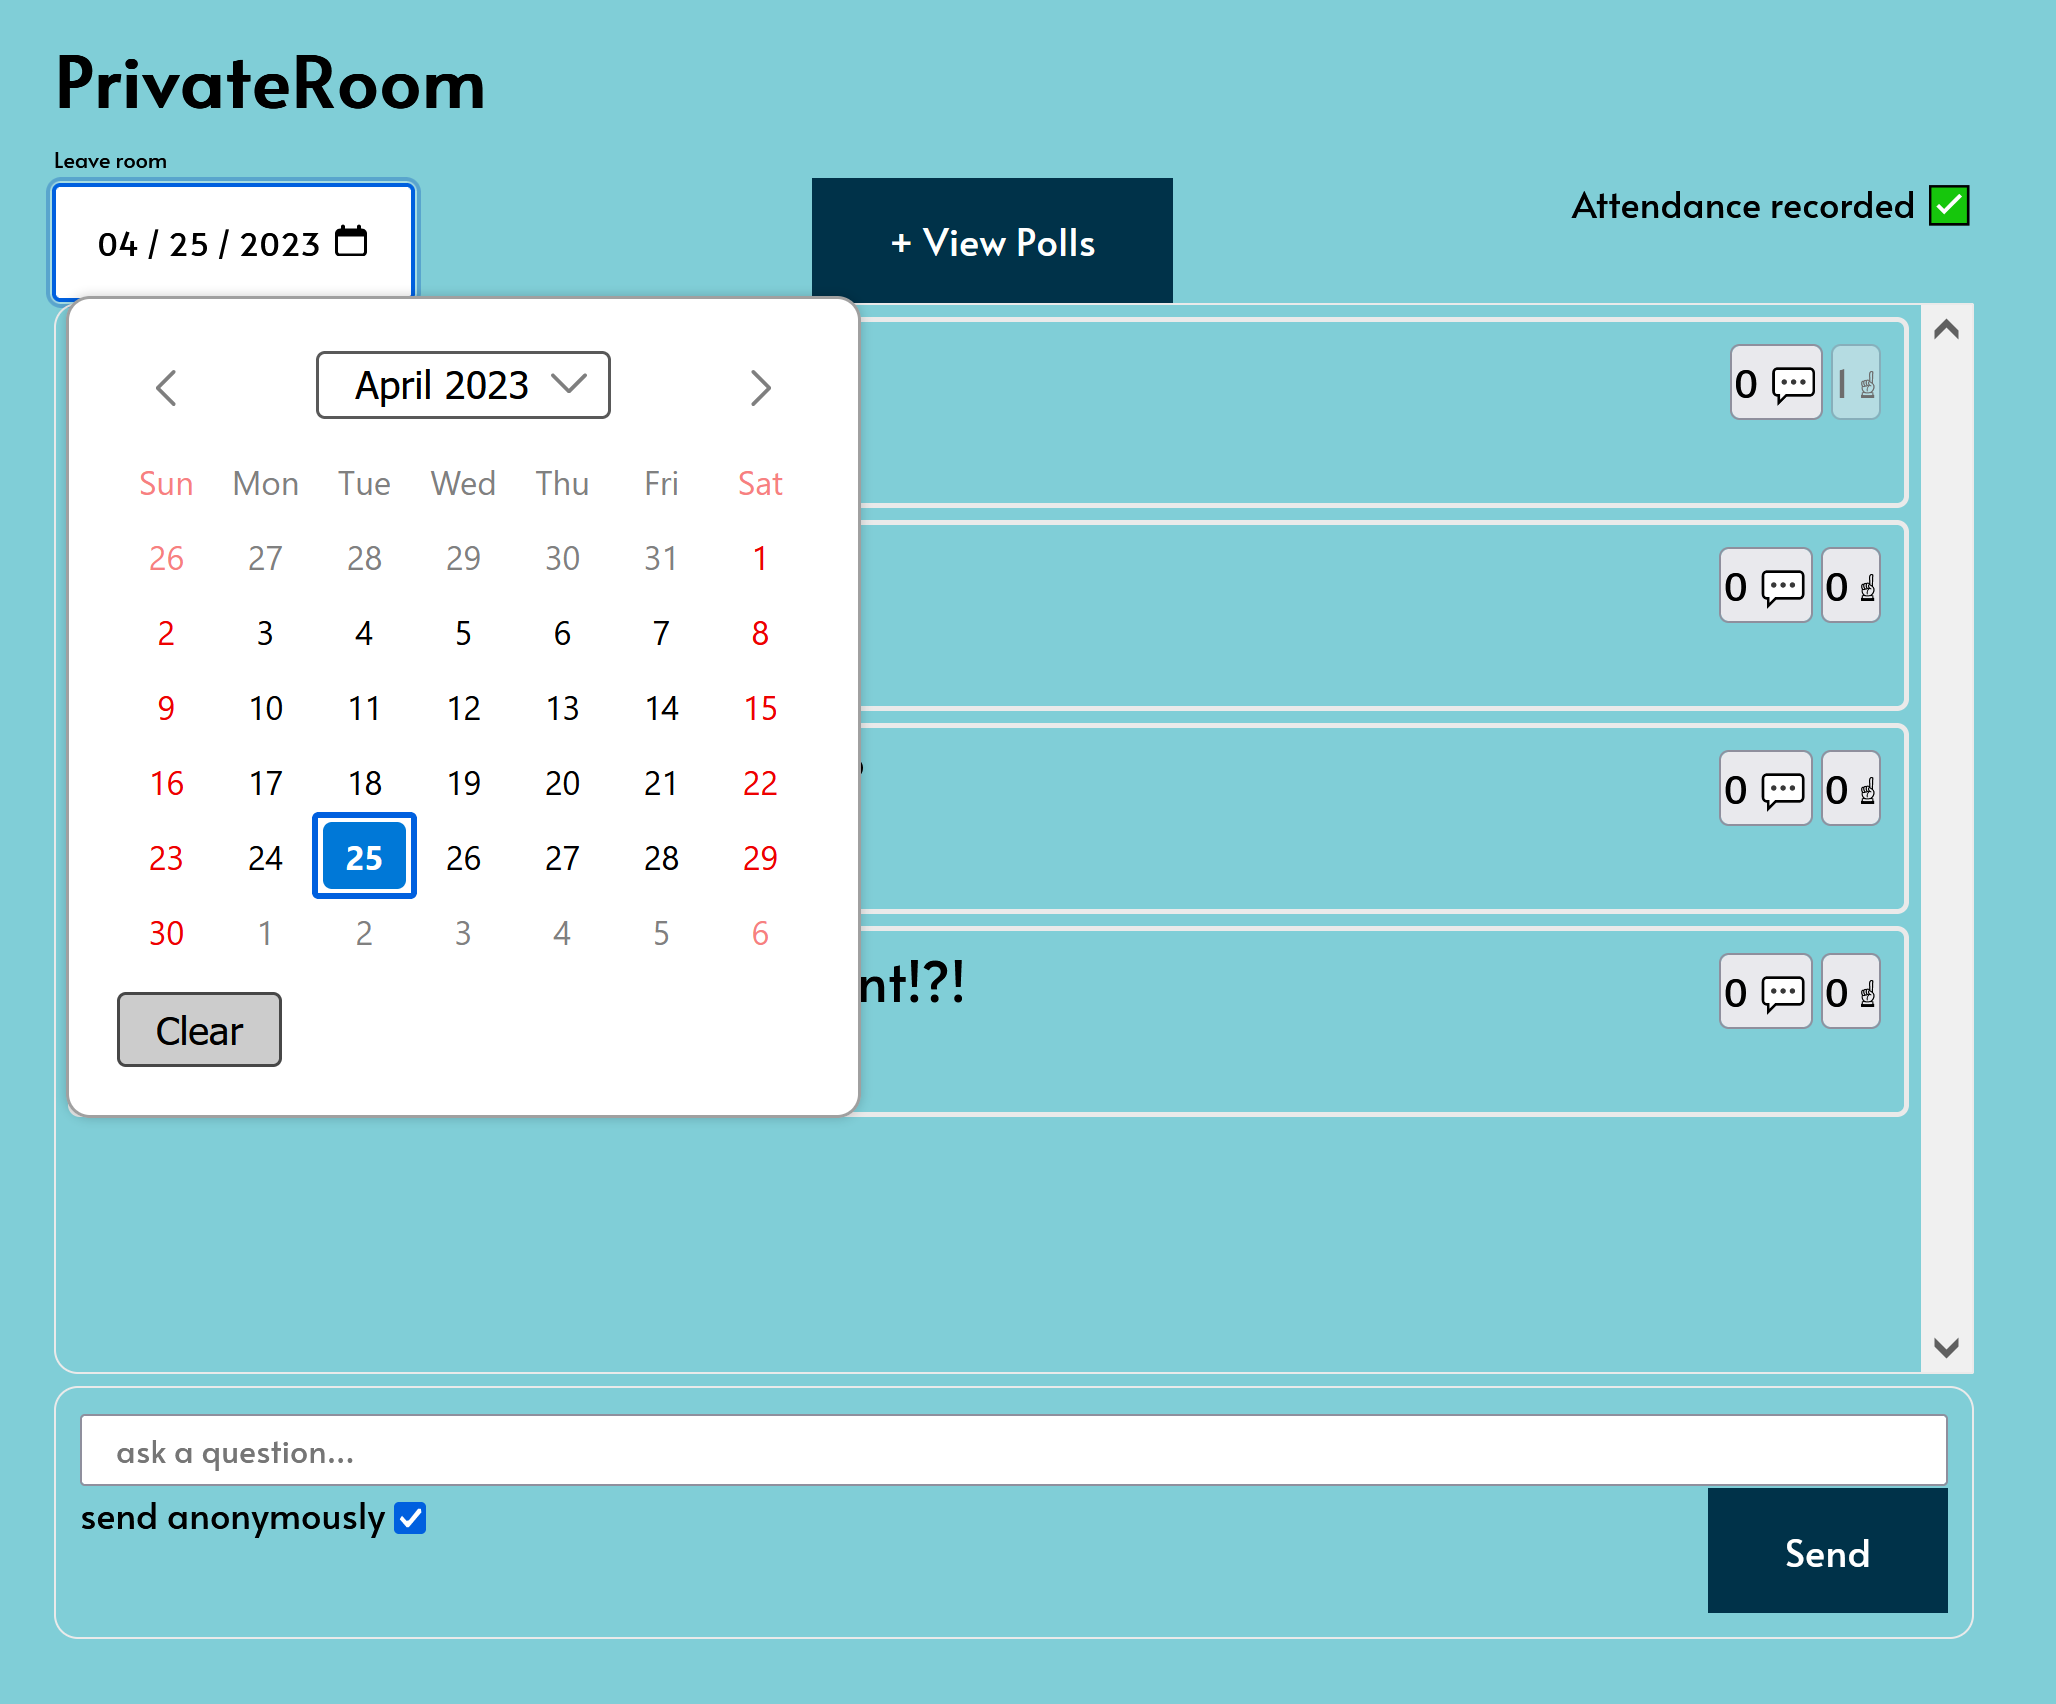 PrivateRoom
Leave room
04 / 25 / 2023
+ View Polls
Attendance recorded
April 2023
Sun Mon Tue Wed Thu Fri Sat
26 27 28 29 30 31 1
2 3 4 5 6 7 8
9 10 11 12 13 14 15
16 17 18 19 20 21 22
23 24 25 26 27 28 29
30 1 2 3 4 5 6
Clear
0 1
0 0
0 0
nt!?!
0 0
ask a question...
send anonymously
Send